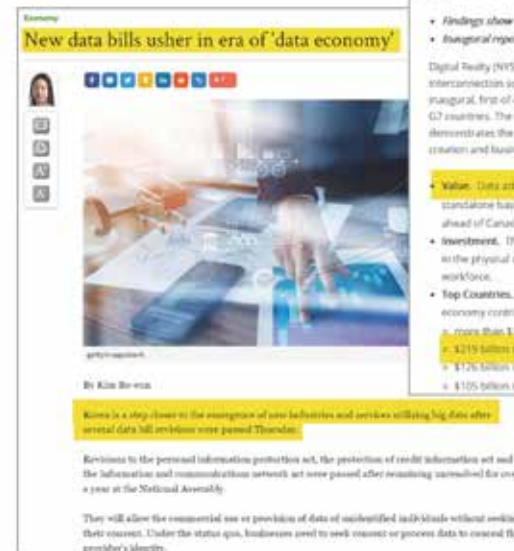 Economy
New data bills usher in era of 'data economy'
By Kim Bo-eun
Korea is a step closer to the emergence of new industries and services utilizing big data after
several data bill revisions were passed Thursday.
Revisions to the personal information protection act, the protection of credit information act and
the information and communications network act were passed after remaining unresolved for over
a year at the National Assembly.
They will allow the commercial use or provision of data of unidentified individuals without seeking
their consent. Under the status quo, businesses need to seek consent or process data to conceal the
provider's identity.
• Findings show
• Inaugural repo
Digital Realty (NYS
interconnection so
inaugural, first-of-
G7 countries. The
demonstrates the
creation and busi
• Value. Data ad
standalone bas
ahead of Canad
• Investment. Th
in the physical
workforce.
• Top Countries.
economy contri
more than $
$219 billion
$126 billion
$105 billion